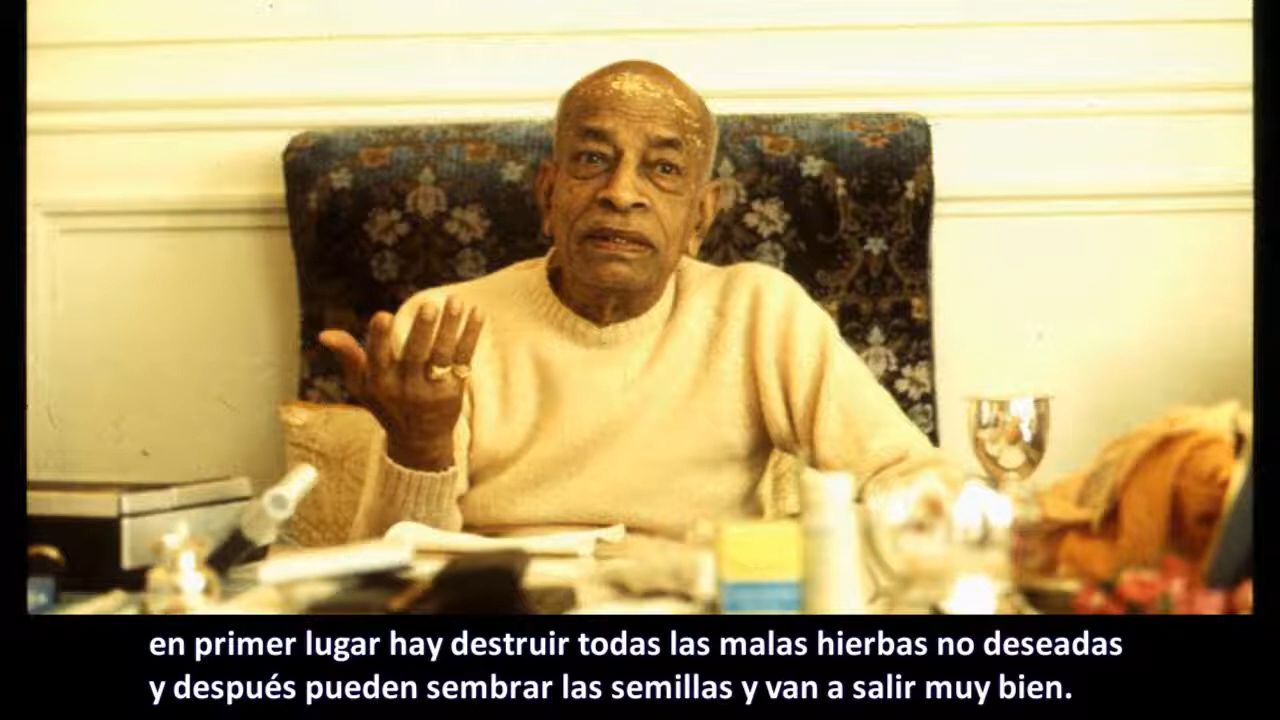 en primer lugar hay destruir todas las malas hierbas no deseadas
y después pueden sembrar las semillas y van a salir muy bien.